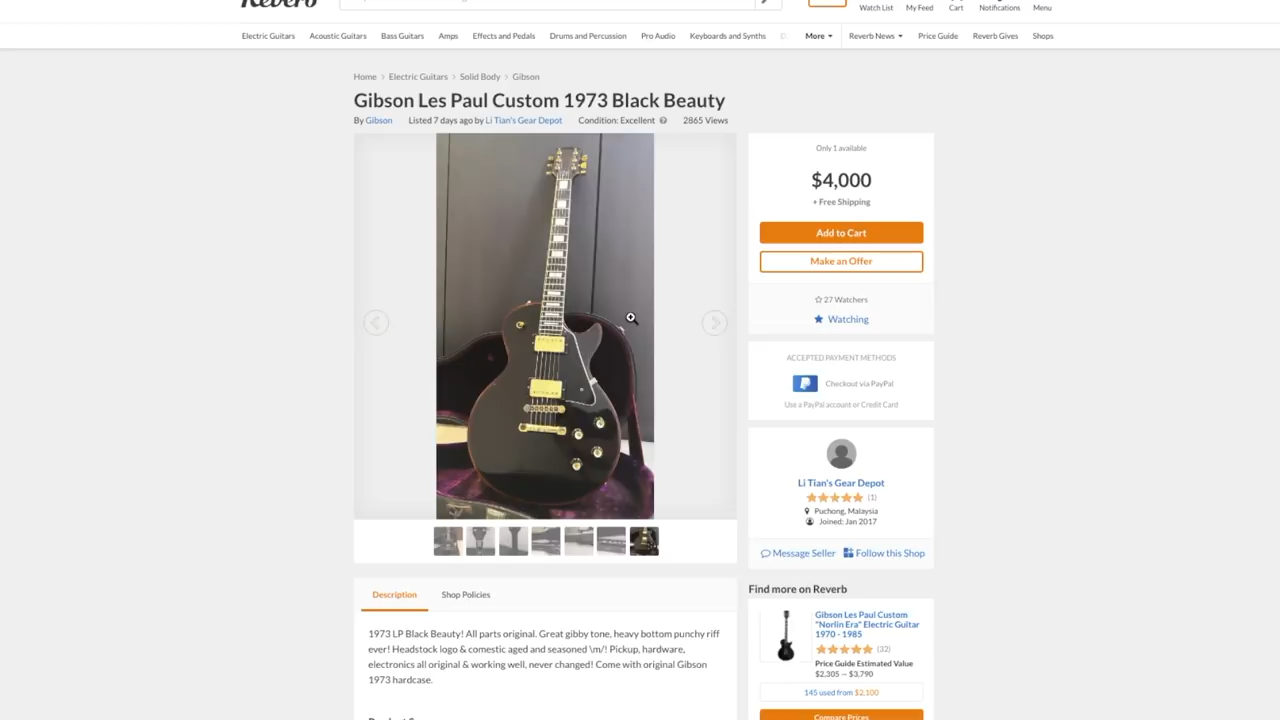 Reverb
Watch List
My Feed
Cart
Notifications
Menu
Electric Guitars
Acoustic Guitars
Bass Guitars
Amps
Effects and Pedals
Drums and Percussion
Pro Audio
Keyboards and Synths
More
Reverb News
Price Guide
Reverb Gives
Shops
Home > Electric Guitars > Solid Body > Gibson
Gibson Les Paul Custom 1973 Black Beauty
By Gibson Listed 7 days ago by Li Tian's Gear Depot Condition: Excellent 2865 Views
Only 1 available
$4,000
+ Free Shipping
Add to Cart
Make an Offer
27 Watchers
Watching
ACCEPTED PAYMENT METHODS
Checkout via PayPal
Use a PayPal account or Credit Card
Li Tian's Gear Depot
(1)
Puchong, Malaysia
Joined: Jan 2017
Message Seller
Follow this Shop
Description
Shop Policies
1973 LP Black Beauty! All parts original. Great gibby tone, heavy bottom punchy riff
ever! Headstock logo & comestic aged and seasoned \m/! Pickup, hardware,
electronics all original & working well, never changed! Come with original Gibson
1973 hardcase.
Find more on Reverb
Gibson Les Paul Custom
"Norlin Era" Electric Guitar
1970 - 1985
(32)
Price Guide Estimated Value
$2,305 — $3,790
145 used from $2,100
Compare Prices